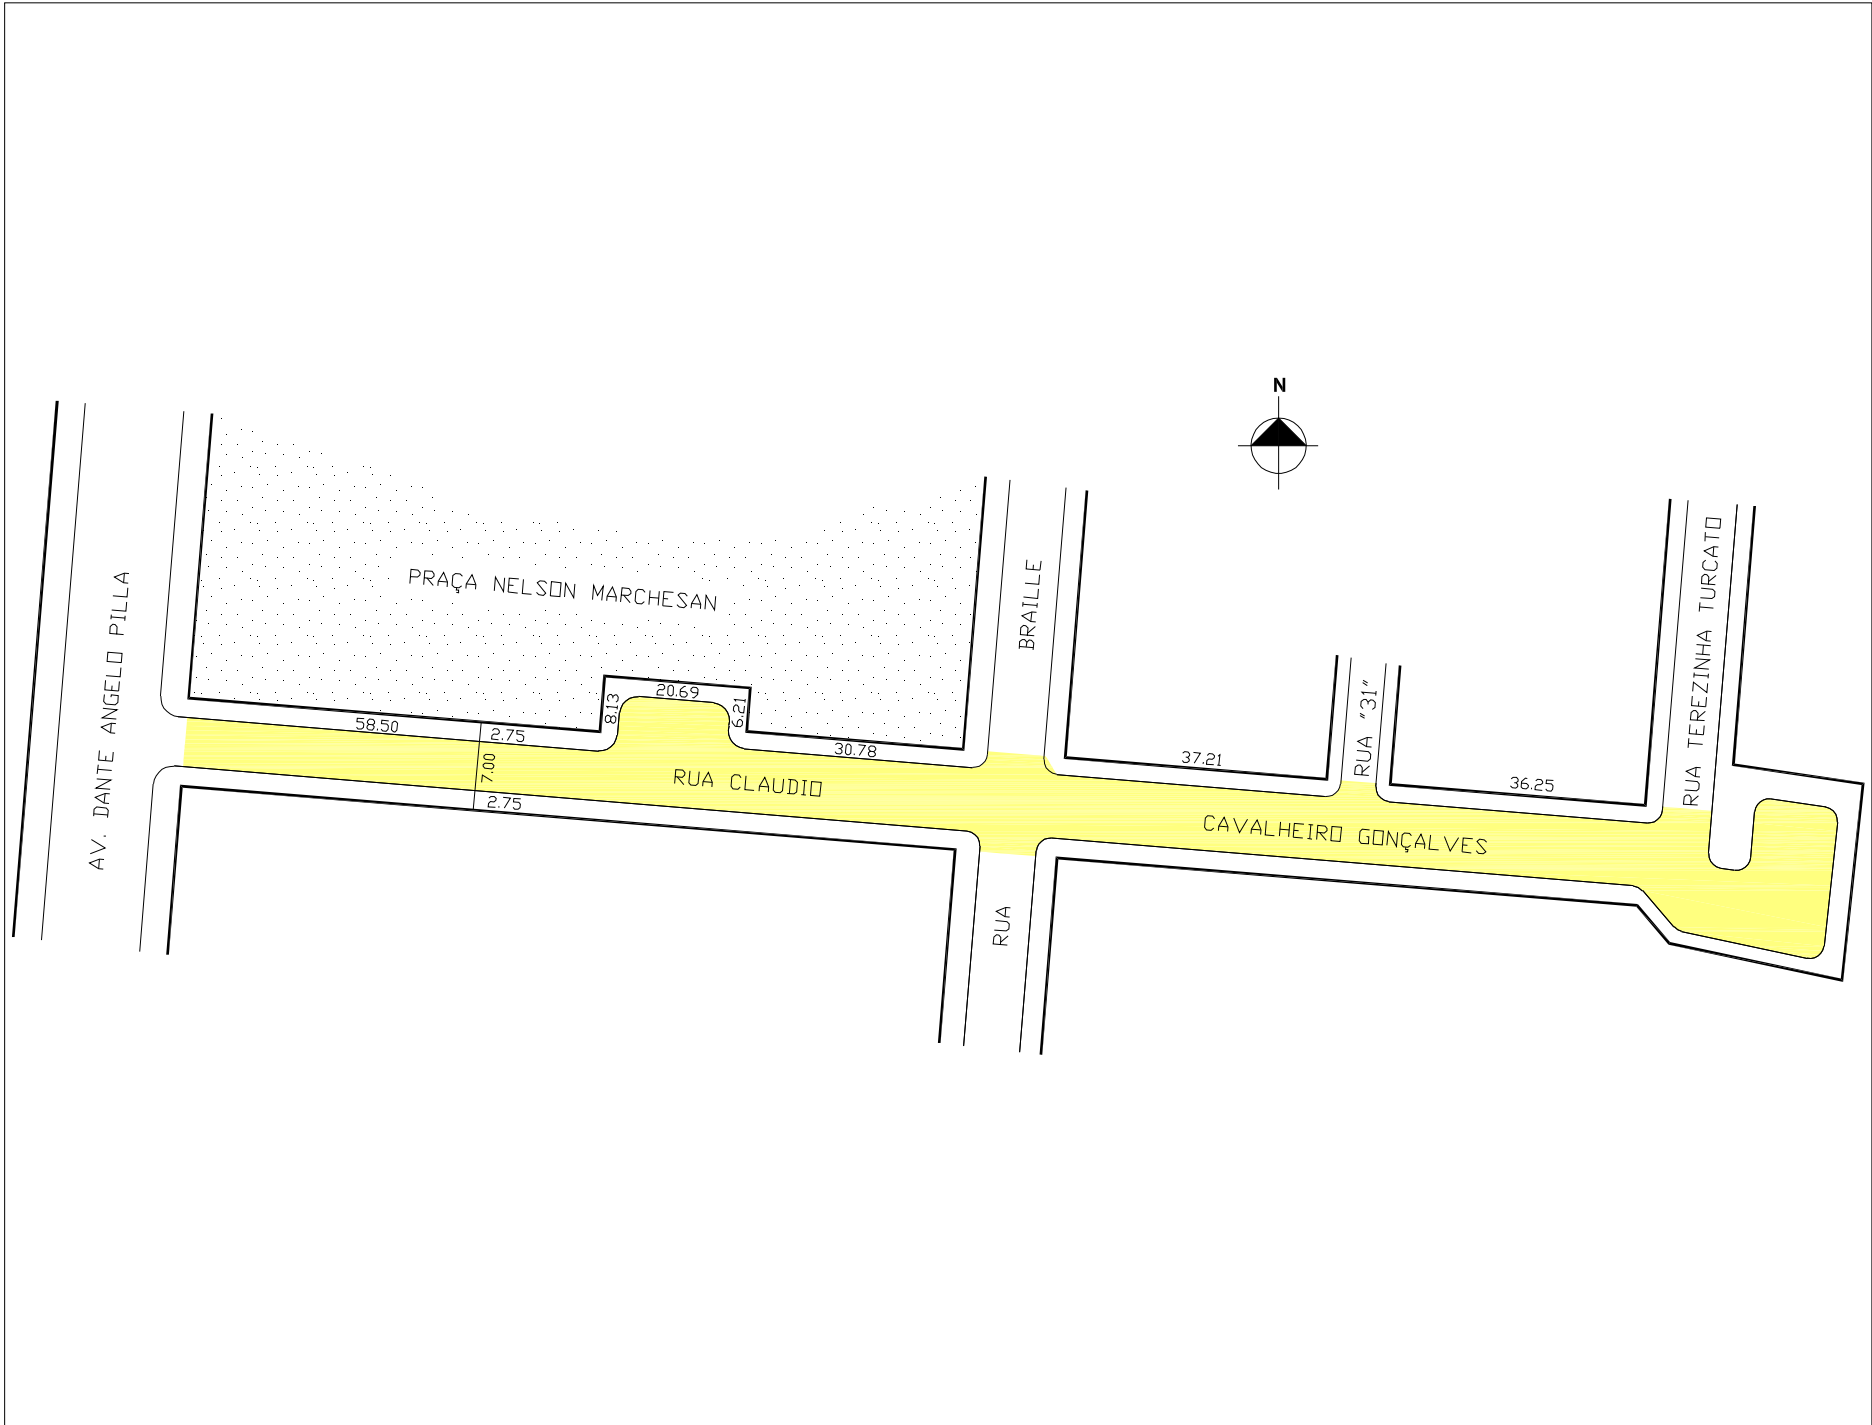 N
AV. DANTE ANGELO PILLA
PRAÇA NELSON MARCHESAN
BRAILLE
RUA "31"
RUA TEREZINHA TURCATO
58.50
2.75
7.00
2.75
8.13
20.69
6.21
30.78
37.21
36.25
RUA CLAUDIO
CAVALHEIRO GONÇALVES
RUA